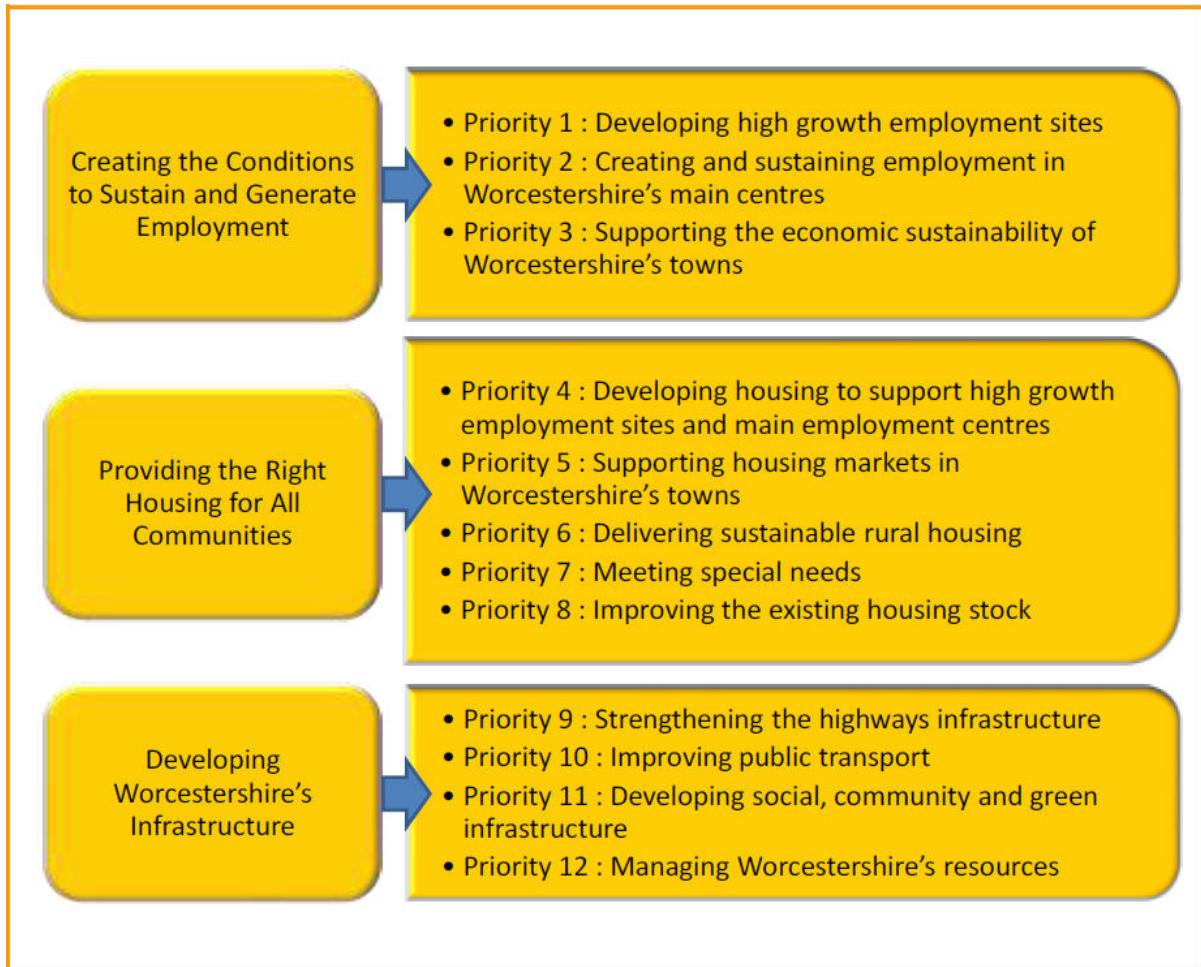 Creating the Conditions
to Sustain and Generate
Employment
• Priority 1 : Developing high growth employment sites
• Priority 2 : Creating and sustaining employment in
Worcestershire’s main centres
• Priority 3 : Supporting the economic sustainability of
Worcestershire’s towns
Providing the Right
Housing for All
Communities
• Priority 4 : Developing housing to support high growth
employment sites and main employment centres
• Priority 5 : Supporting housing markets in
Worcestershire’s towns
• Priority 6 : Delivering sustainable rural housing
• Priority 7 : Meeting special needs
• Priority 8 : Improving the existing housing stock
Developing
Worcestershire’s
Infrastructure
• Priority 9 : Strengthening the highways infrastructure
• Priority 10 : Improving public transport
• Priority 11 : Developing social, community and green
infrastructure
• Priority 12 : Managing Worcestershire’s resources